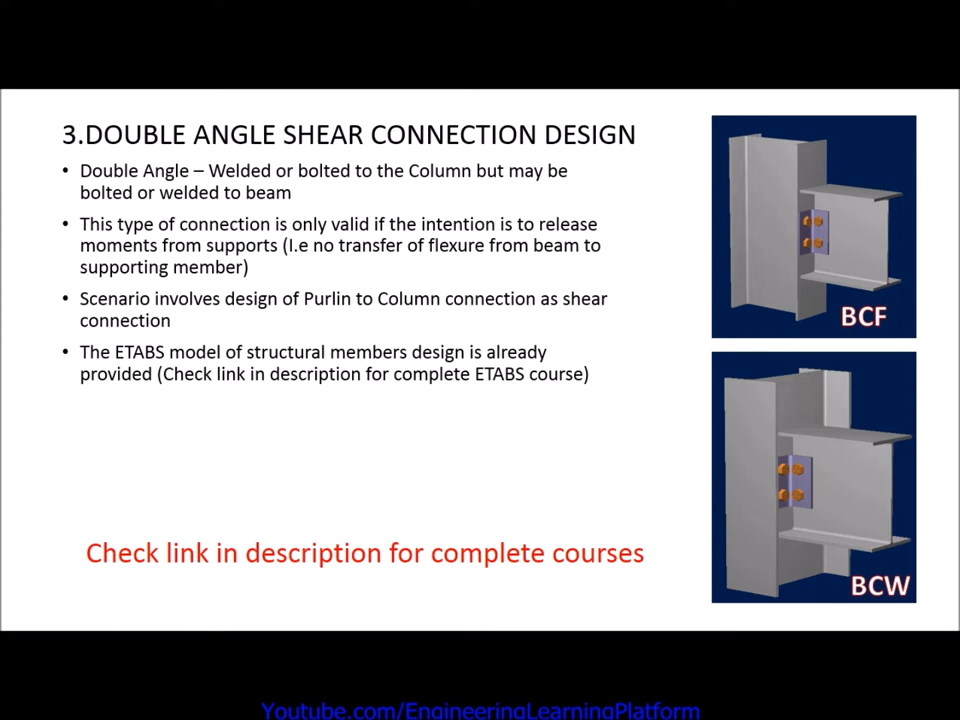 3.DOUBLE ANGLE SHEAR CONNECTION DESIGN
• Double Angle – Welded or bolted to the Column but may be
bolted or welded to beam
• This type of connection is only valid if the intention is to release
moments from supports (I.e no transfer of flexure from beam to
supporting member)
• Scenario involves design of Purlin to Column connection as shear
connection
• The ETABS model of structural members design is already
provided (Check link in description for complete ETABS course)
Check link in description for complete courses
BCF
BCW
Youtube.com/EngineeringLearningPlatform